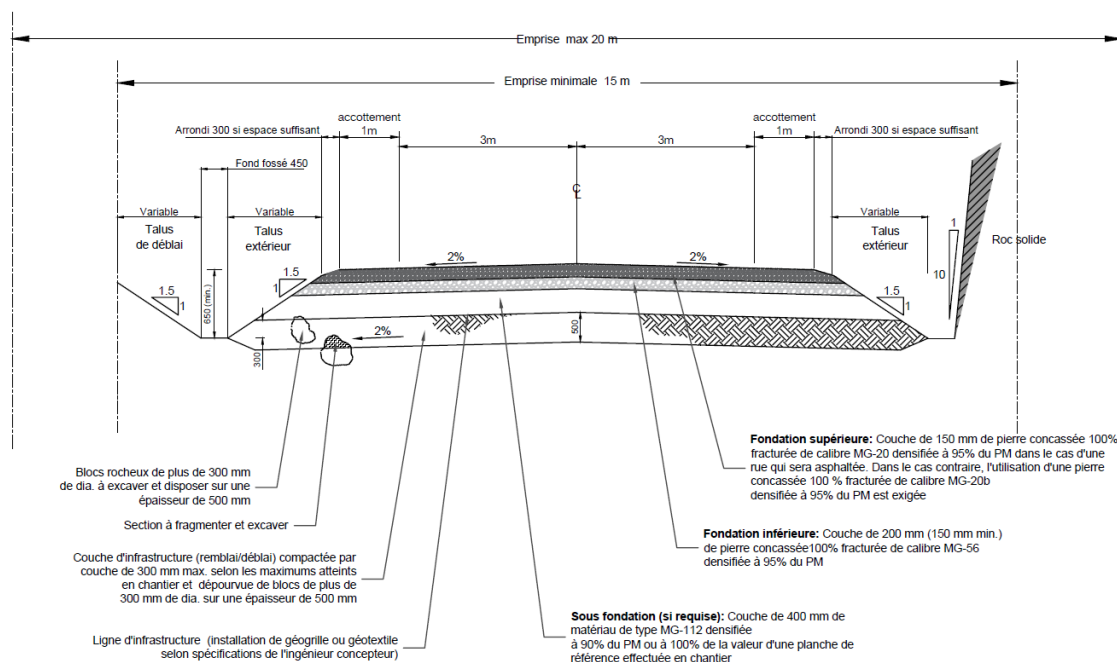 Emprise max 20 m
Emprise minimale 15 m
accottement
1m
accottement
1m
Arrondi 300 si espace suffisant
Arrondi 300 si espace suffisant
3m
3m
Fond fossé 450
℄
Variable
Talus
de déblai
Variable
Talus
extérieur
Variable
Talus
extérieur
1
10
Roc solide
2%
2%
1.5
1
1.5
1
1.5
1
650 (min.)
300
2%
500
Blocs rocheux de plus de 300 mm
de dia. à excaver et disposer sur une
épaisseur de 500 mm
Section à fragmenter et excaver
Couche d'infrastructure (remblai/déblai) compactée par
couche de 300 mm max. selon les maximums atteints
en chantier et dépourvue de blocs de plus de
300 mm de dia. sur une épaisseur de 500 mm
Ligne d'infrastructure (installation de géogrille ou géotextile
selon spécifications de l'ingénieur concepteur)
Fondation supérieure: Couche de 150 mm de pierre concassée 100%
fracturée de calibre MG-20 densifiée à 95% du PM dans le cas d'une
rue qui sera asphaltée. Dans le cas contraire, l'utilisation d'une pierre
concassée 100 % fracturée de calibre MG-20b
densifiée à 95% du PM est exigée
Fondation inférieure: Couche de 200 mm (150 mm min.)
de pierre concassée100% fracturée de calibre MG-56
densifiée à 95% du PM
Sous fondation (si requise): Couche de 400 mm de
matériau de type MG-112 densifiée
à 90% du PM ou à 100% de la valeur d'une planche de
référence effectuée en chantier